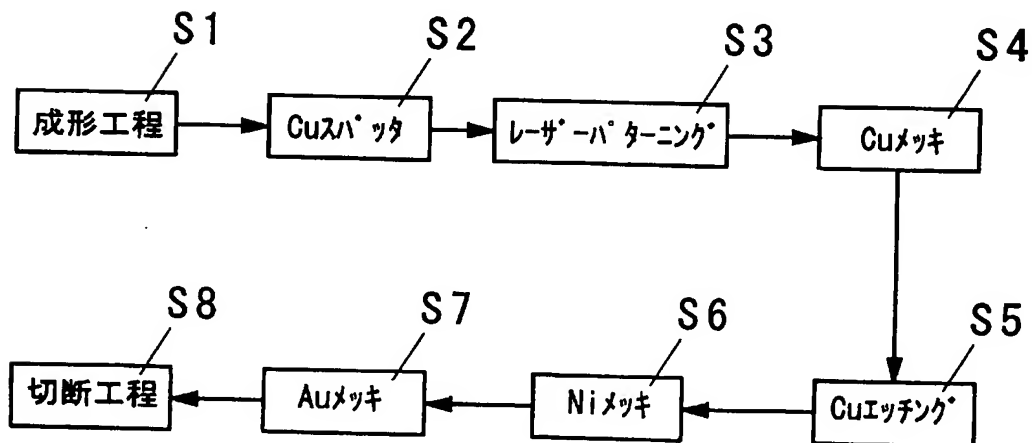 S1
S2
S3
S4
成形工程
Cuスパッタ
レーザーパターニング
Cuメッキ
S8
S7
S6
S5
切断工程
Auメッキ
Niメッキ
Cuエッチング